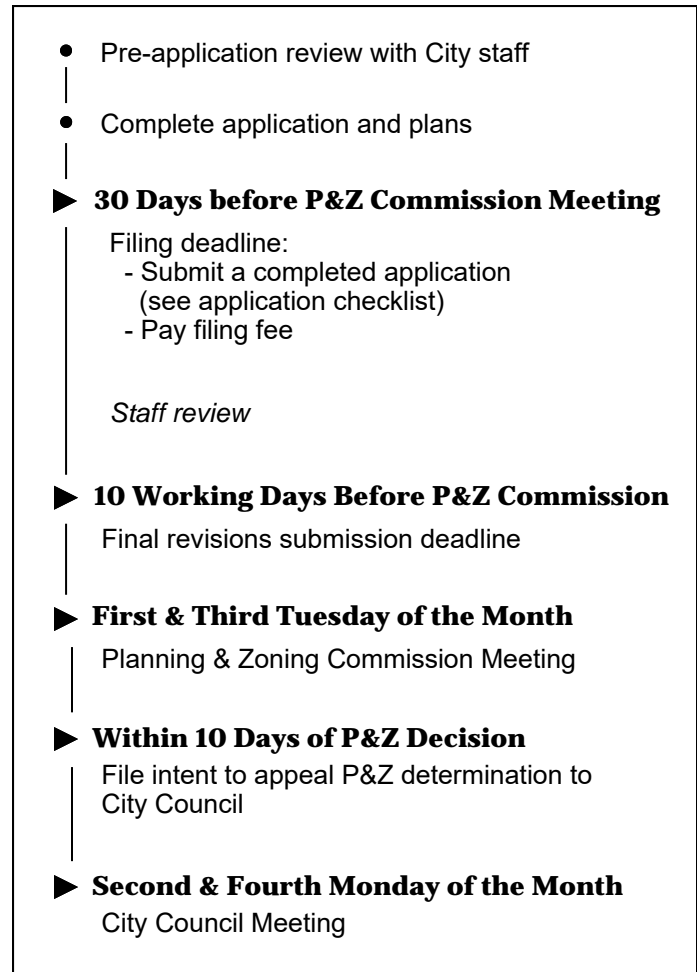 Pre-application review with City staff
Complete application and plans
30 Days before P&Z Commission Meeting
Filing deadline:
- Submit a completed application
(see application checklist)
- Pay filing fee
Staff review
10 Working Days Before P&Z Commission
Final revisions submission deadline
First & Third Tuesday of the Month
Planning & Zoning Commission Meeting
Within 10 Days of P&Z Decision
File intent to appeal P&Z determination to
City Council
Second & Fourth Monday of the Month
City Council Meeting